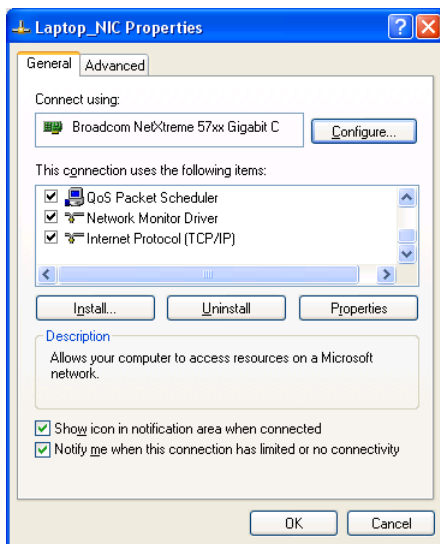 Laptop_NIC Properties
General
Advanced
Connect using:
Broadcom NetXtreme 57xx Gigabit C
Configure...
This connection uses the following items:
QoS Packet Scheduler
Network Monitor Driver
Internet Protocol (TCP/IP)
Install...
Uninstall
Properties
Description
Allows your computer to access resources on a Microsoft
network.
Show icon in notification area when connected
Notify me when this connection has limited or no connectivity
OK
Cancel